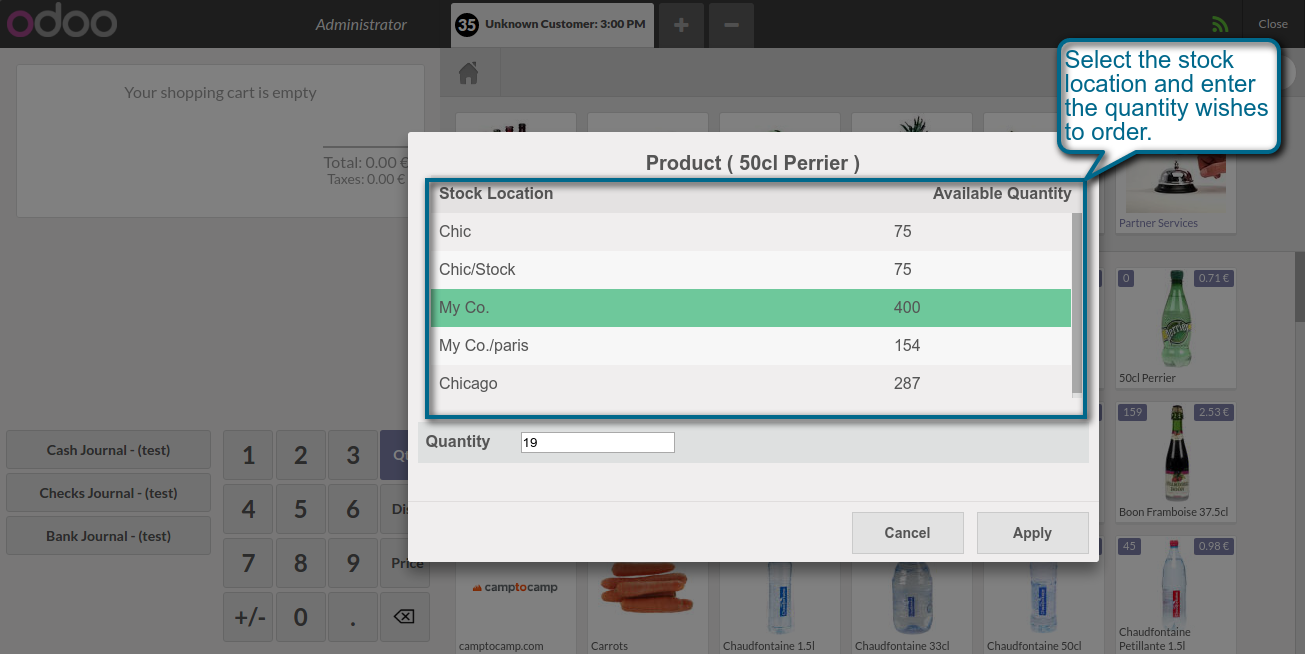 odoo
Administrator
35 Unknown Customer: 3:00 PM
+
−
Close
Select the stock
location and enter
the quantity wishes
to order.
Your shopping cart is empty
Total: 0.00 €
Taxes: 0.00 €
Product ( 50cl Perrier )
Stock Location Available Quantity
Chic 75
Chic/Stock 75
My Co. 400
My Co./paris 154
Chicago 287
Quantity 19
Cancel Apply
Partner Services
0 0.71 €
perrier
50cl Perrier
159 2.53 €
Boon Framboise 37.5cl
45 0.98 €
Chaudfontaine
Petillante 1.5l
Cash Journal - (test)
Checks Journal - (test)
Bank Journal - (test)
1 2 3
4 5 6
7 8 9 Price
+/- 0 .
camptocamp
camptocamp.com
Carrots
Chaudfontaine 1.5l
Chaudfontaine 33cl
Chaudfontaine 50cl